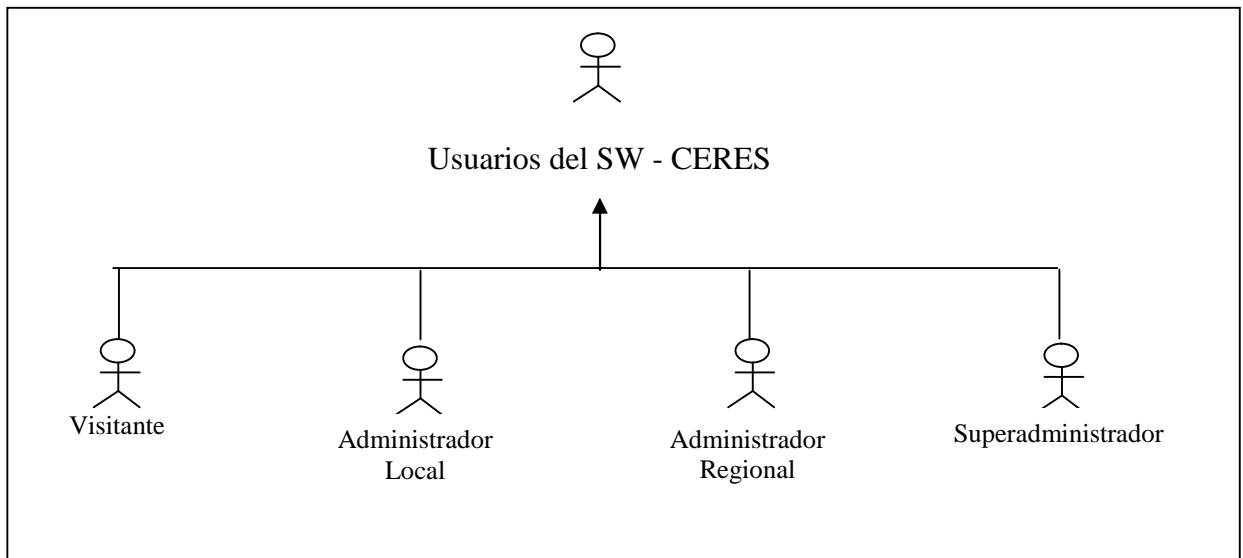 Usuarios del SW - CERES
Visitante
Administrador
Local
Administrador
Regional
Superadministrador